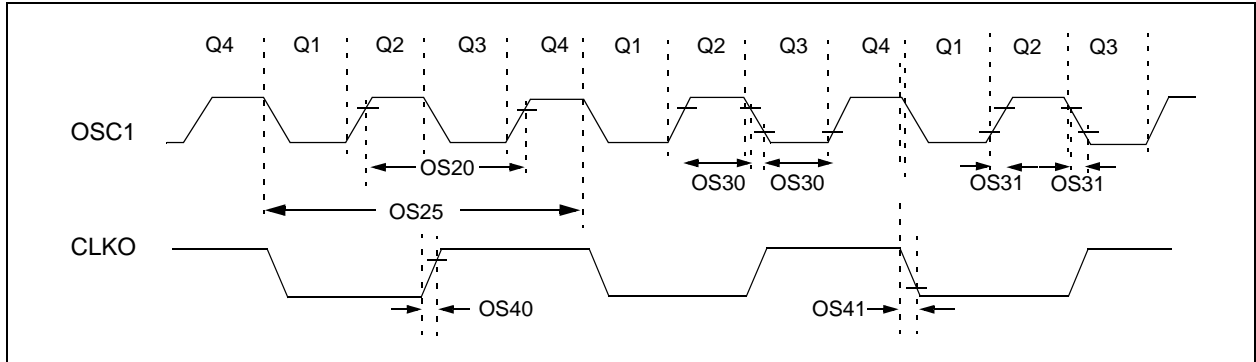 Q4 Q1 Q2 Q3 Q4 Q1 Q2 Q3 Q4 Q1 Q2 Q3
OSC1
OS20 OS30 OS30 OS31 OS31
OS25
CLKO
OS40 OS41